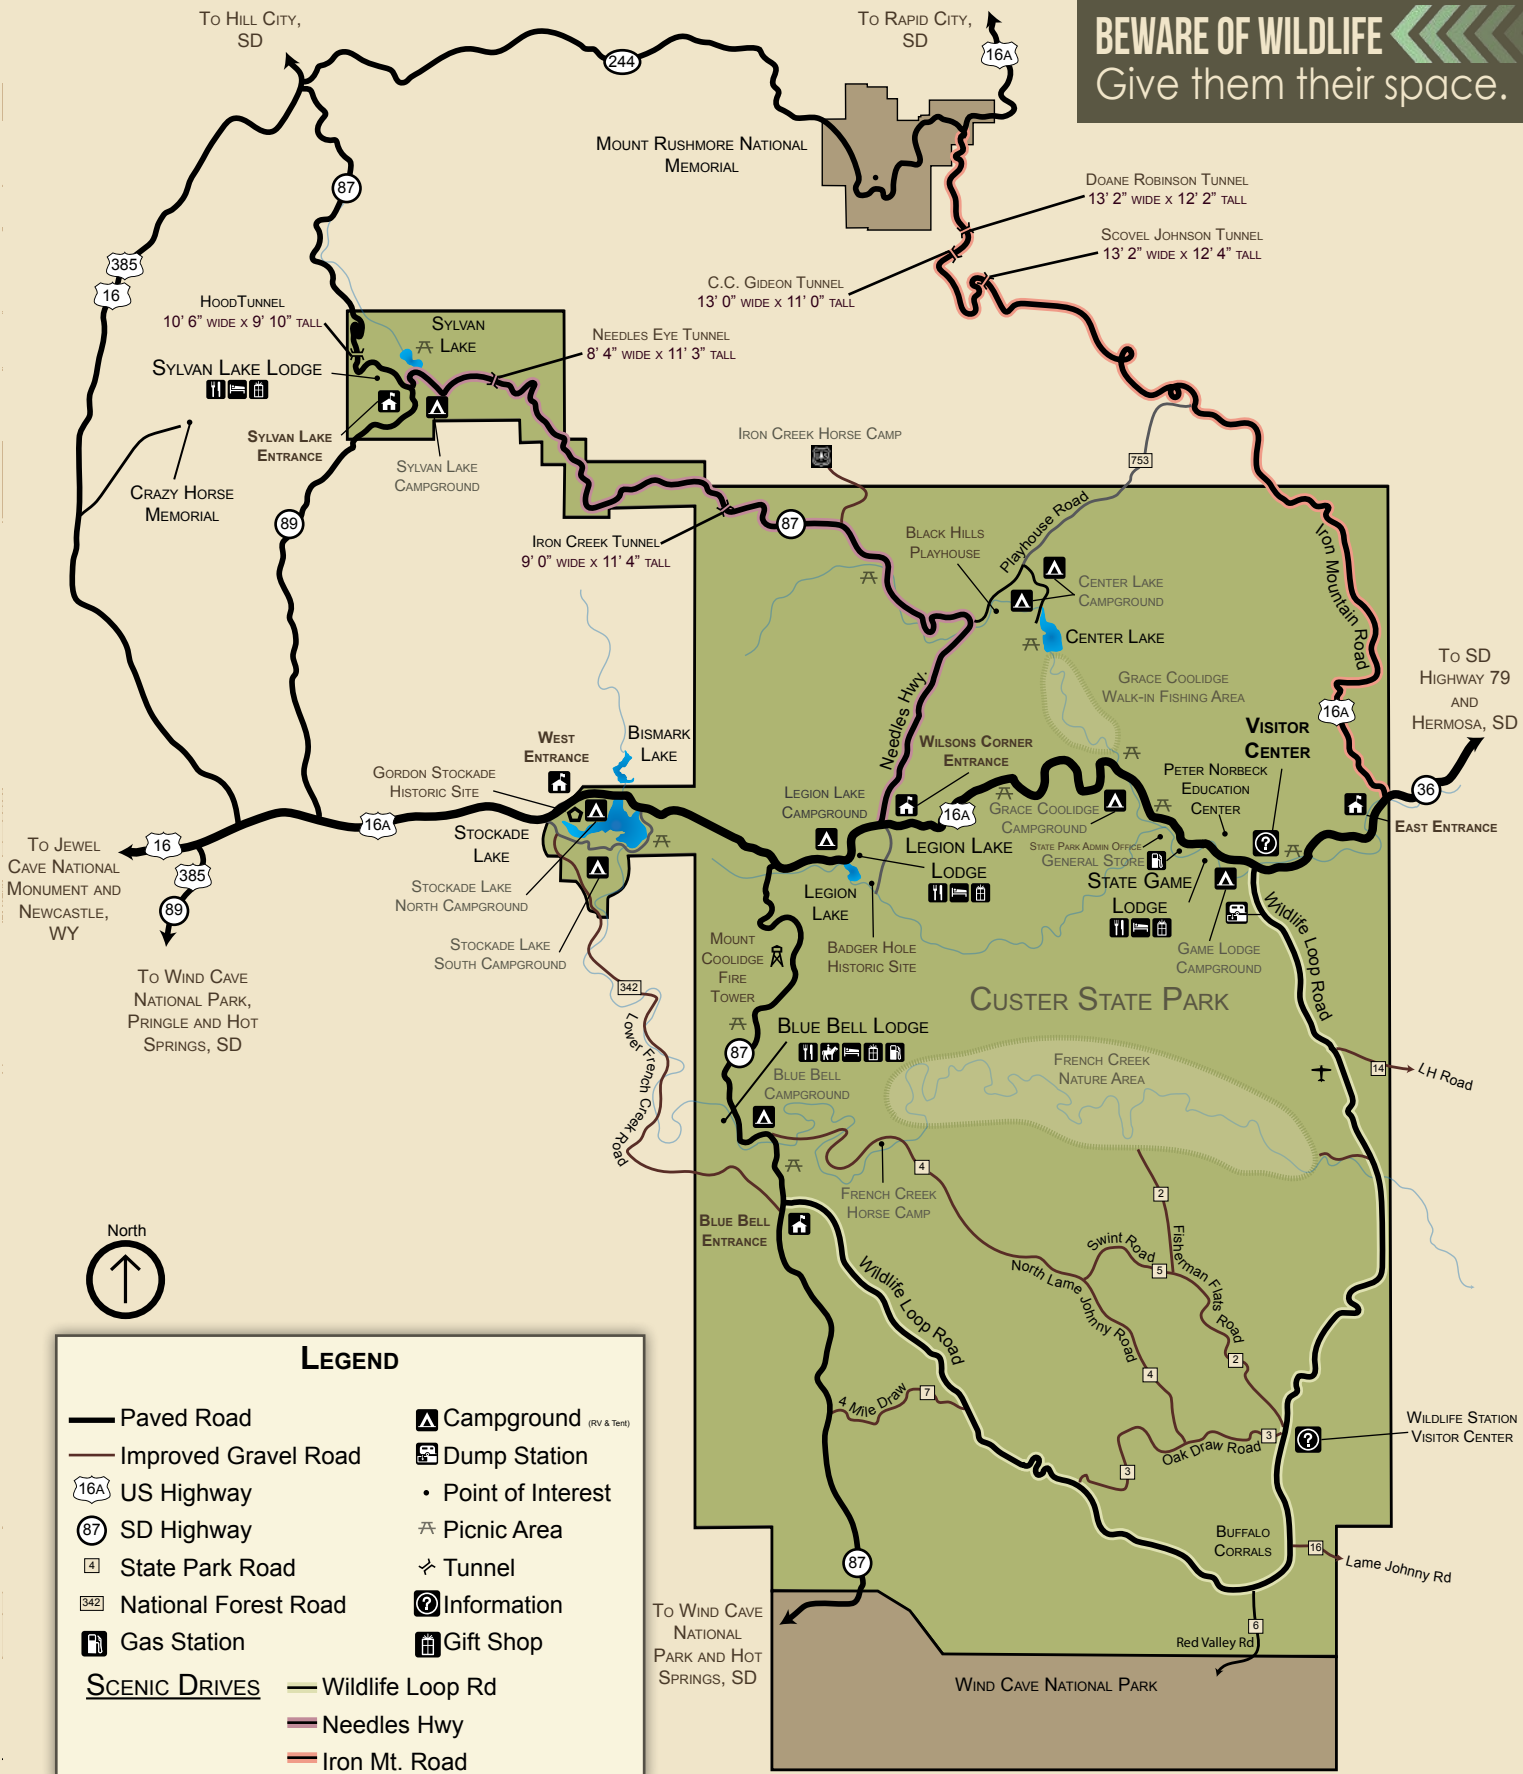 To Hill City,
SD
To Rapid City,
SD
16A
BEWARE OF WILDLIFE
Give them their space.
244
Mount Rushmore National
Memorial
87
Doane Robinson Tunnel
13' 2" wide x 12' 2" tall
Scovel Johnson Tunnel
13' 2" wide x 12' 4" tall
C.C. Gideon Tunnel
13' 0" wide x 11' 0" tall
385
16
HoodTunnel
10' 6" wide x 9' 10" tall
Sylvan
Lake
Needles Eye Tunnel
8' 4" wide x 11' 3" tall
Sylvan Lake Lodge
Sylvan Lake
Entrance
Sylvan Lake
Campground
Crazy Horse
Memorial
89
Iron Creek Horse Camp
753
Iron Creek Tunnel
9' 0" wide x 11' 4" tall
87
Black Hills
Playhouse
Playhouse Road
Center Lake
Campground
Center Lake
Iron Mountain Road
Grace Coolidge
Walk-in Fishing Area
To SD
Highway 79
and
Hermosa, SD
16A
Needles Hwy.
West
Entrance
Bismark
Lake
Wilsons Corner
Entrance
Visitor
Center
Gordon Stockade
Historic Site
Legion Lake
Campground
Peter Norbeck
Education
Center
36
16A
Stockade
Lake
16A
Grace Coolidge
Campground
East Entrance
To Jewel
Cave National
Monument and
Newcastle,
WY
16
385
89
Legion Lake
Lodge
State Park Admin Office
General Store
State Game
Lodge
Stockade Lake
North Campground
Legion
Lake
Stockade Lake
South Campground
Mount
Coolidge
Fire
Tower
Badger Hole
Historic Site
Game Lodge
Campground
Wildlife Loop Road
To Wind Cave
National Park,
Pringle and Hot
Springs, SD
342
Lower French Creek Road
Custer State Park
Blue Bell Lodge
87
Blue Bell
Campground
French Creek
Nature Area
14
LH Road
4
French Creek
Horse Camp
2
Blue Bell
Entrance
North
Swint Road
5
Fisherman Flats Road
North Lame Johnny Road
Wildlife Loop Road
2
4
4 Mile Draw
7
3
Oak Draw Road
3
Wildlife Station
Visitor Center
Buffalo
Corrals
16
Lame Johnny Rd
87
6
Red Valley Rd
To Wind Cave
National
Park and Hot
Springs, SD
Wind Cave National Park
Legend
Paved Road
Improved Gravel Road
16A US Highway
87 SD Highway
4 State Park Road
342 National Forest Road
Gas Station
Campground (RV & Tent)
Dump Station
Point of Interest
Picnic Area
Tunnel
Information
Gift Shop
Scenic Drives
Wildlife Loop Rd
Needles Hwy
Iron Mt. Road